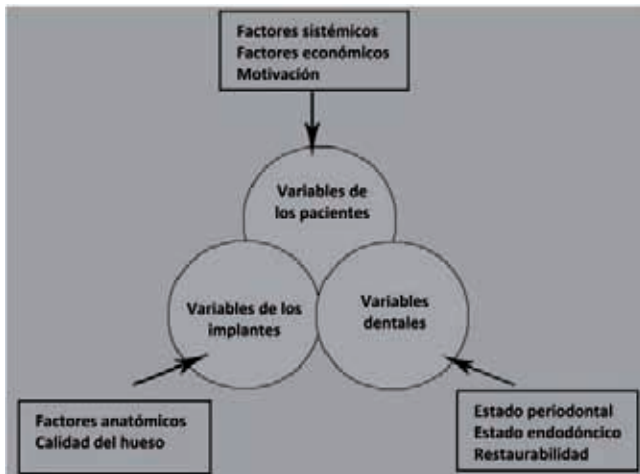 Factores sistémicos
Factores económicos
Motivación
Variables de
los pacientes
Variables de los
implantes
Variables
dentales
Factores anatómicos
Calidad del hueso
Estado periodontal
Estado endodóncico
Restaurabilidad